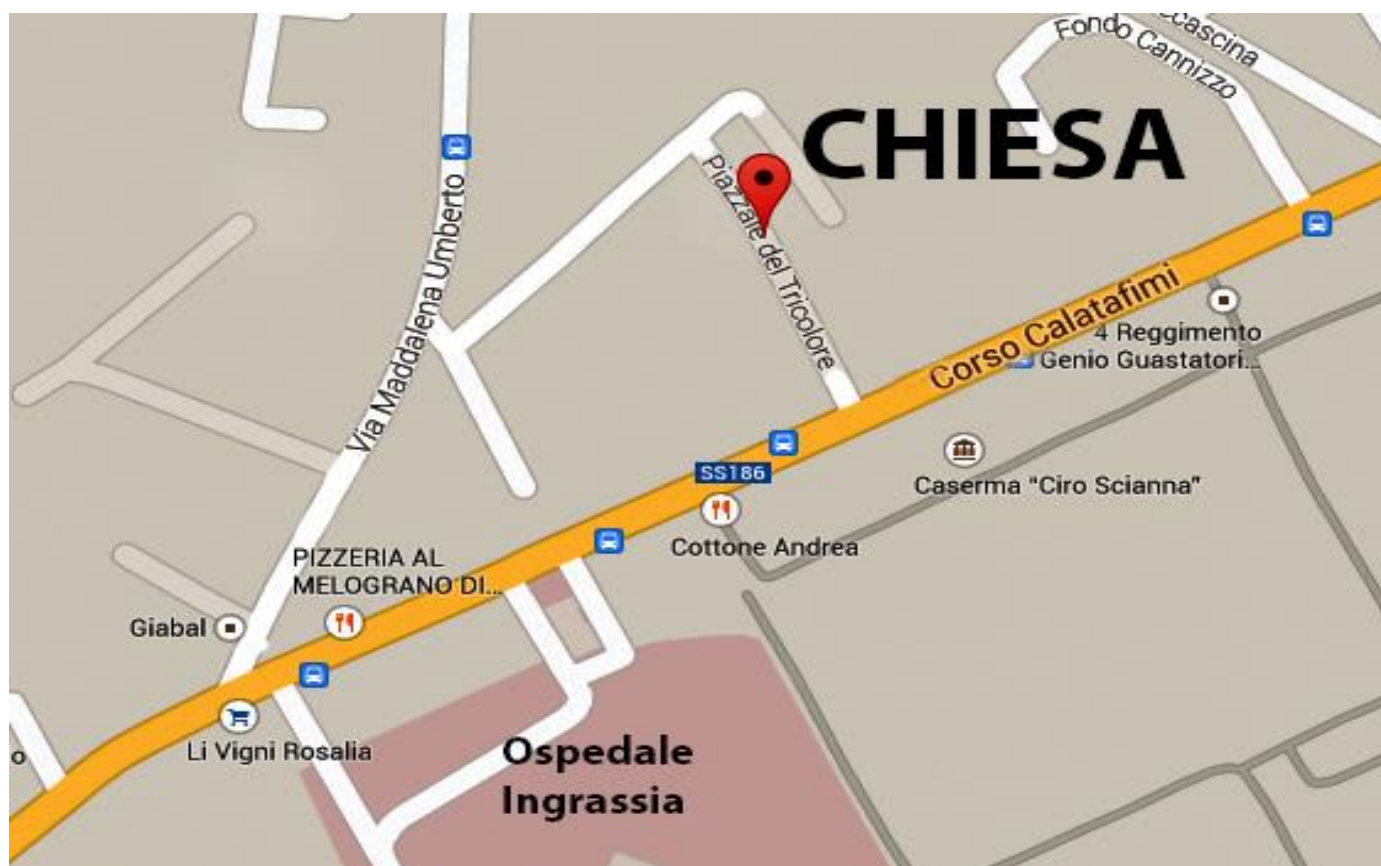 ecascina
Fondo Cannizzo
CHIESA
Piazzale del Tricolore
Via Maddalena Umberto
Corso Calatafimi
4 Reggimento
Genio Guastatori...
SS186
Caserma "Ciro Scianna"
Cottone Andrea
PIZZERIA AL
MELOGRANO DI...
Giabal
Li Vigni Rosalia
o
Ospedale
Ingrassia